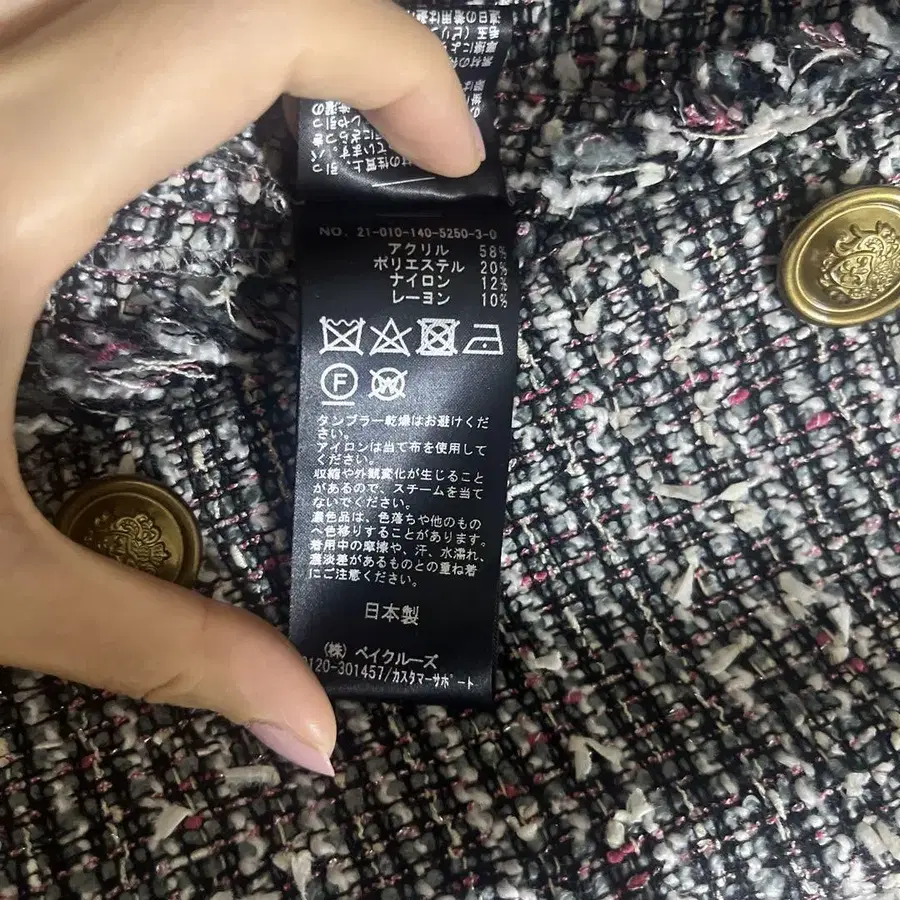 NO. 21-010-140-5250-3-0
アクリル 58%
ポリエステル 20%
ナイロン 12%
レーヨン 10%
F
W
タンブラー乾燥はお避けくだ
さい。
アイロンは当て布を使用して
ください。
収縮や外観変化が生じること
があるので、スチームを当て
ないでください。
濃色品は、色落ちや他のもの
へ色移りすることがあります。
着用中の摩擦や、汗、水濡れ、
濃淡差があるものとの重ね着
にご注意ください。
日本製
(株) ベイクルーズ
0120-301457/カスタマーサポート